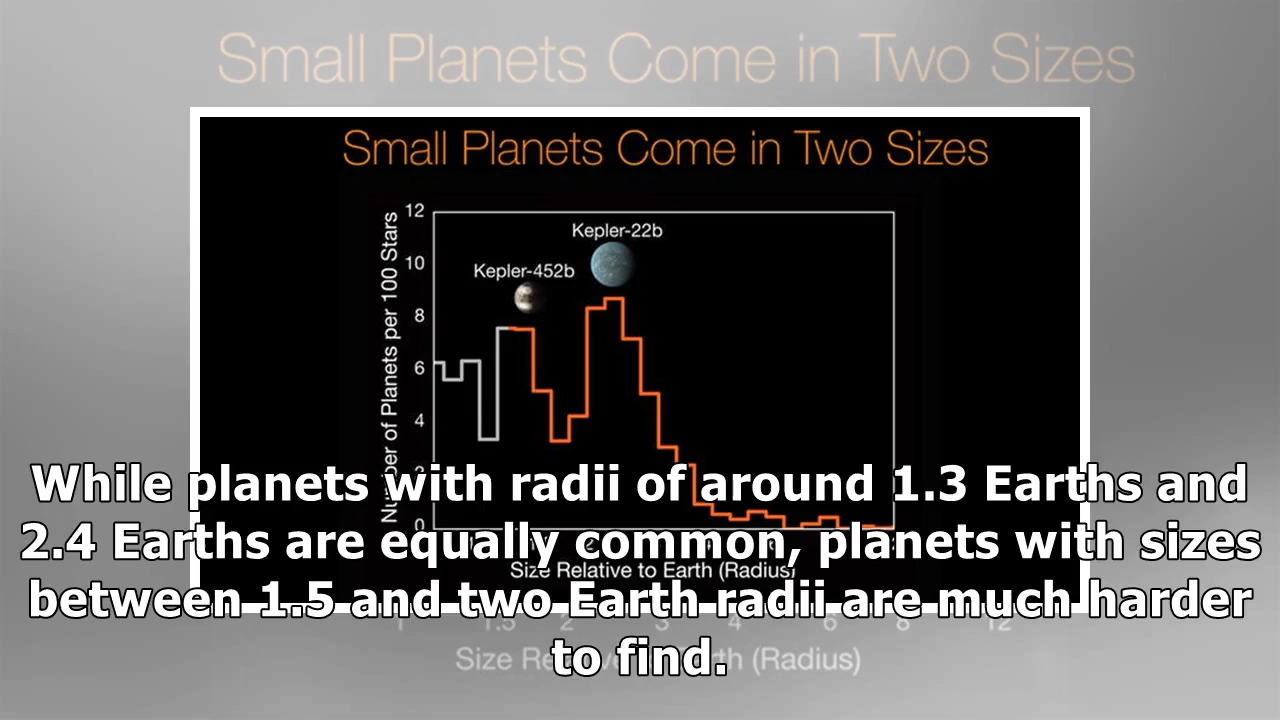 Small Planets Come in Two Sizes
Small Planets Come in Two Sizes
12
10
8
6
4
0
Number of Planets per 100 Stars
Kepler-22b
Kepler-452b
Size Relative to Earth (Radius)
While planets with radii of around 1.3 Earths and
2.4 Earths are equally common, planets with sizes
between 1.5 and two Earth radii are much harder
to find.
1 1.5 2 3 4 6 8 12
Size Relative to Earth (Radius)